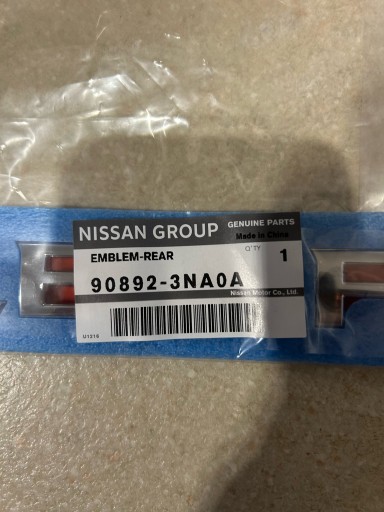 NISSAN GROUP GENUINE PARTS
Made in China
EMBLEM-REAR Q'TY 1
90892-3NA0A
Nissan Motor Co., Ltd.
U1216